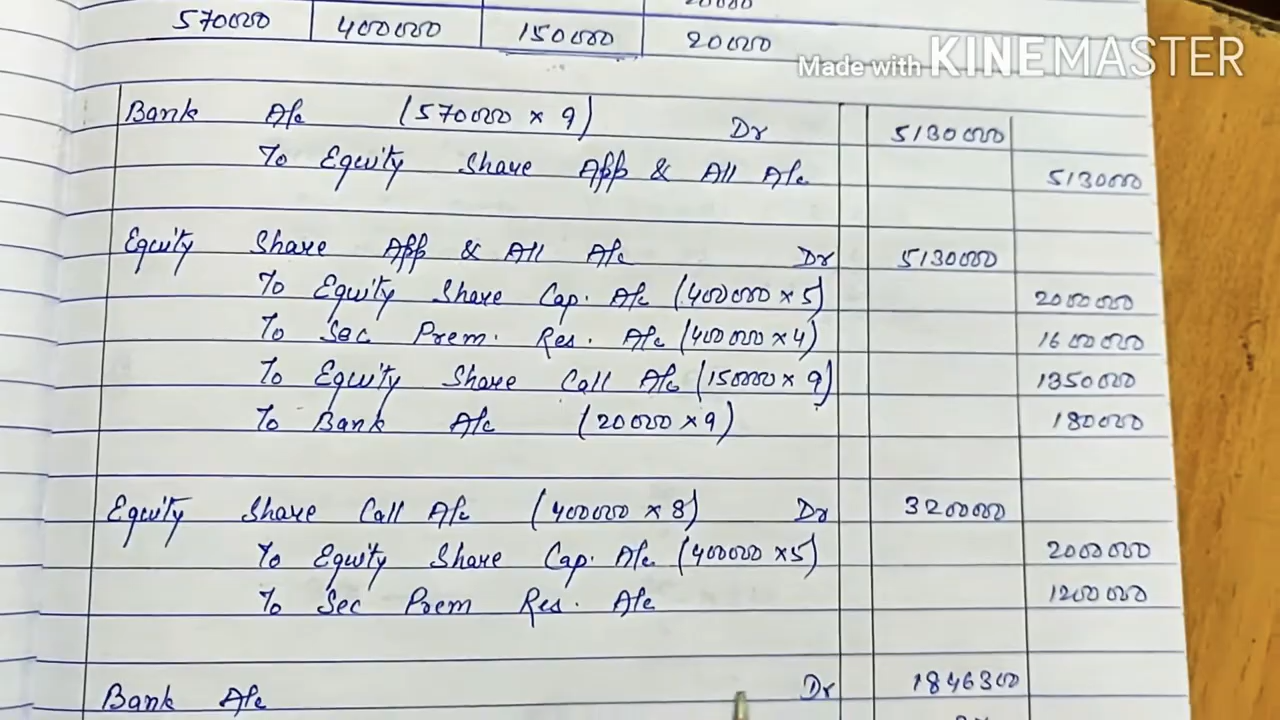 570000 400000 150000 20000
Made with KINEMASTER
Bank A/c (570000 × 9) Dr 5130000
To Equity Share App & All A/c 5130000
Equity Share App & All A/c Dr 5130000
To Equity Share Cap. A/c (400000 × 5) 2000000
To Sec Prem. Res. A/c (400000 × 4) 1600000
To Equity Share Call A/c (150000 × 9) 1350000
To Bank A/c (20000 × 9) 180000
Equity Share Call A/c (400000 × 8) Dr 3200000
To Equity Share Cap. A/c (400000 × 5) 2000000
To Sec Prem Res. A/c 1200000
Bank A/c Dr 1846300